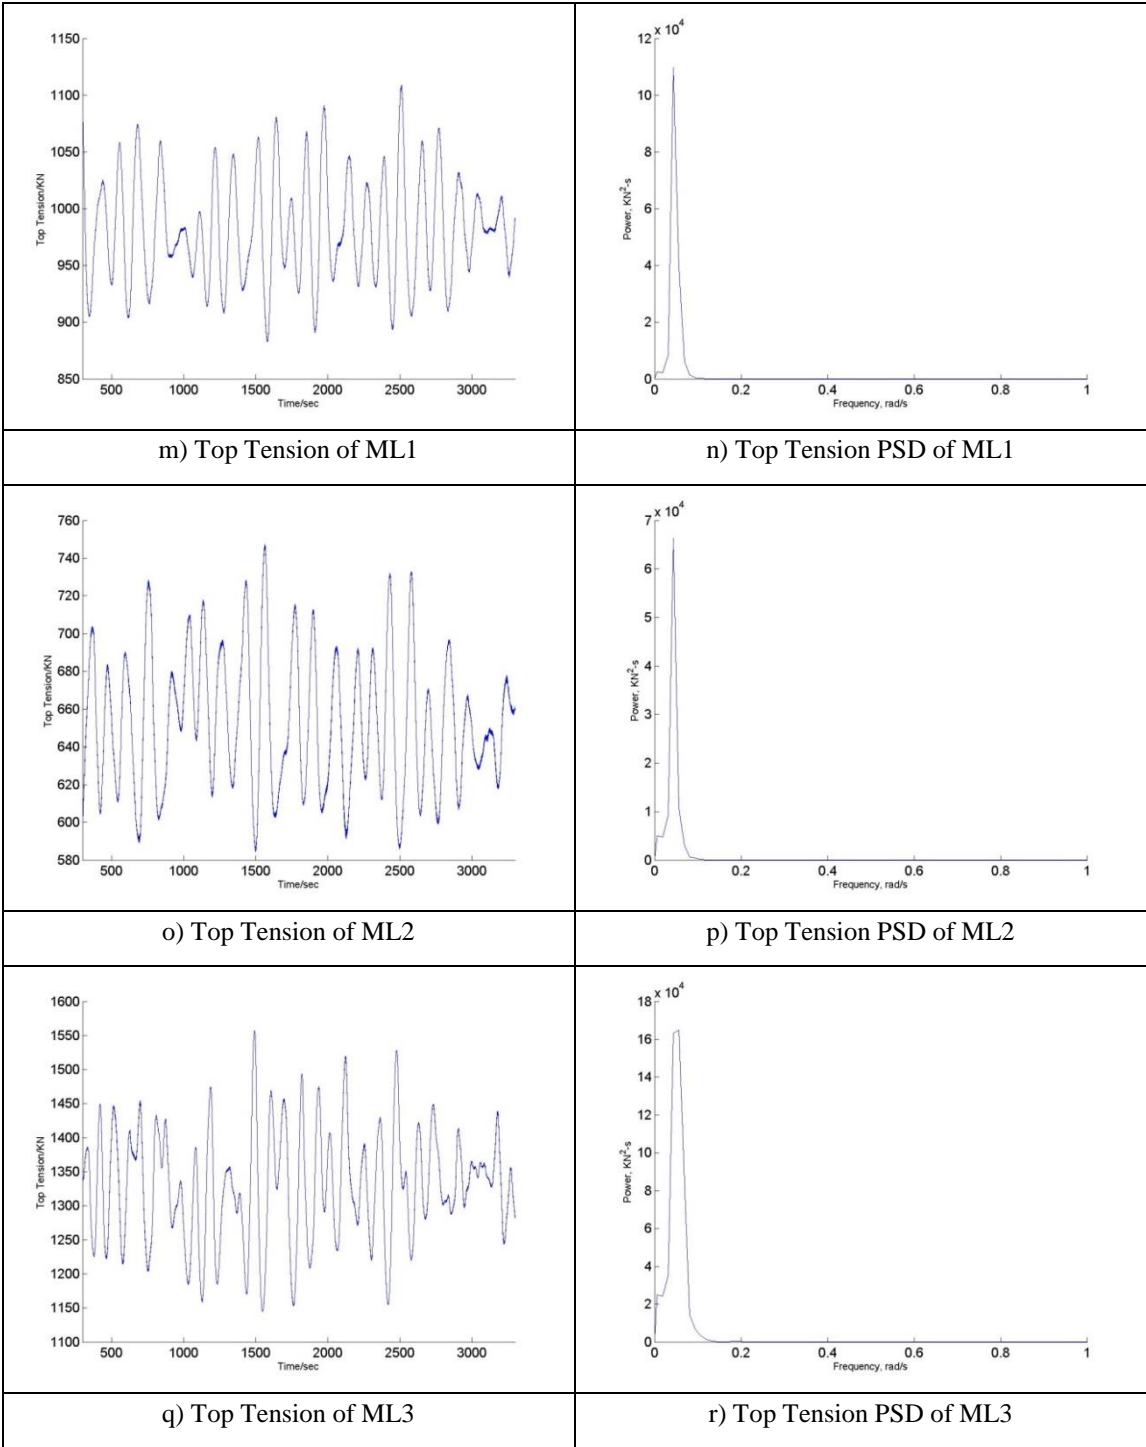 1150
1100
1050
1000
950
900
850
Top Tension/KN
500 1000 1500 2000 2500 3000
Time/sec
12 x 10^4
10
8
6
4
2
0
Power, KN²-s
0 0.2 0.4 0.6 0.8 1
Frequency, rad/s
m) Top Tension of ML1
n) Top Tension PSD of ML1
760
740
720
700
680
660
640
620
600
580
Top Tension/KN
500 1000 1500 2000 2500 3000
Time/sec
7 x 10^4
6
5
4
3
2
1
0
Power, KN²-s
0 0.2 0.4 0.6 0.8 1
Frequency, rad/s
o) Top Tension of ML2
p) Top Tension PSD of ML2
1600
1550
1500
1450
1400
1350
1300
1250
1200
1150
1100
Top Tension/KN
500 1000 1500 2000 2500 3000
Time/sec
18 x 10^4
16
14
12
10
8
6
4
2
0
Power, KN²-s
0 0.2 0.4 0.6 0.8 1
Frequency, rad/s
q) Top Tension of ML3
r) Top Tension PSD of ML3